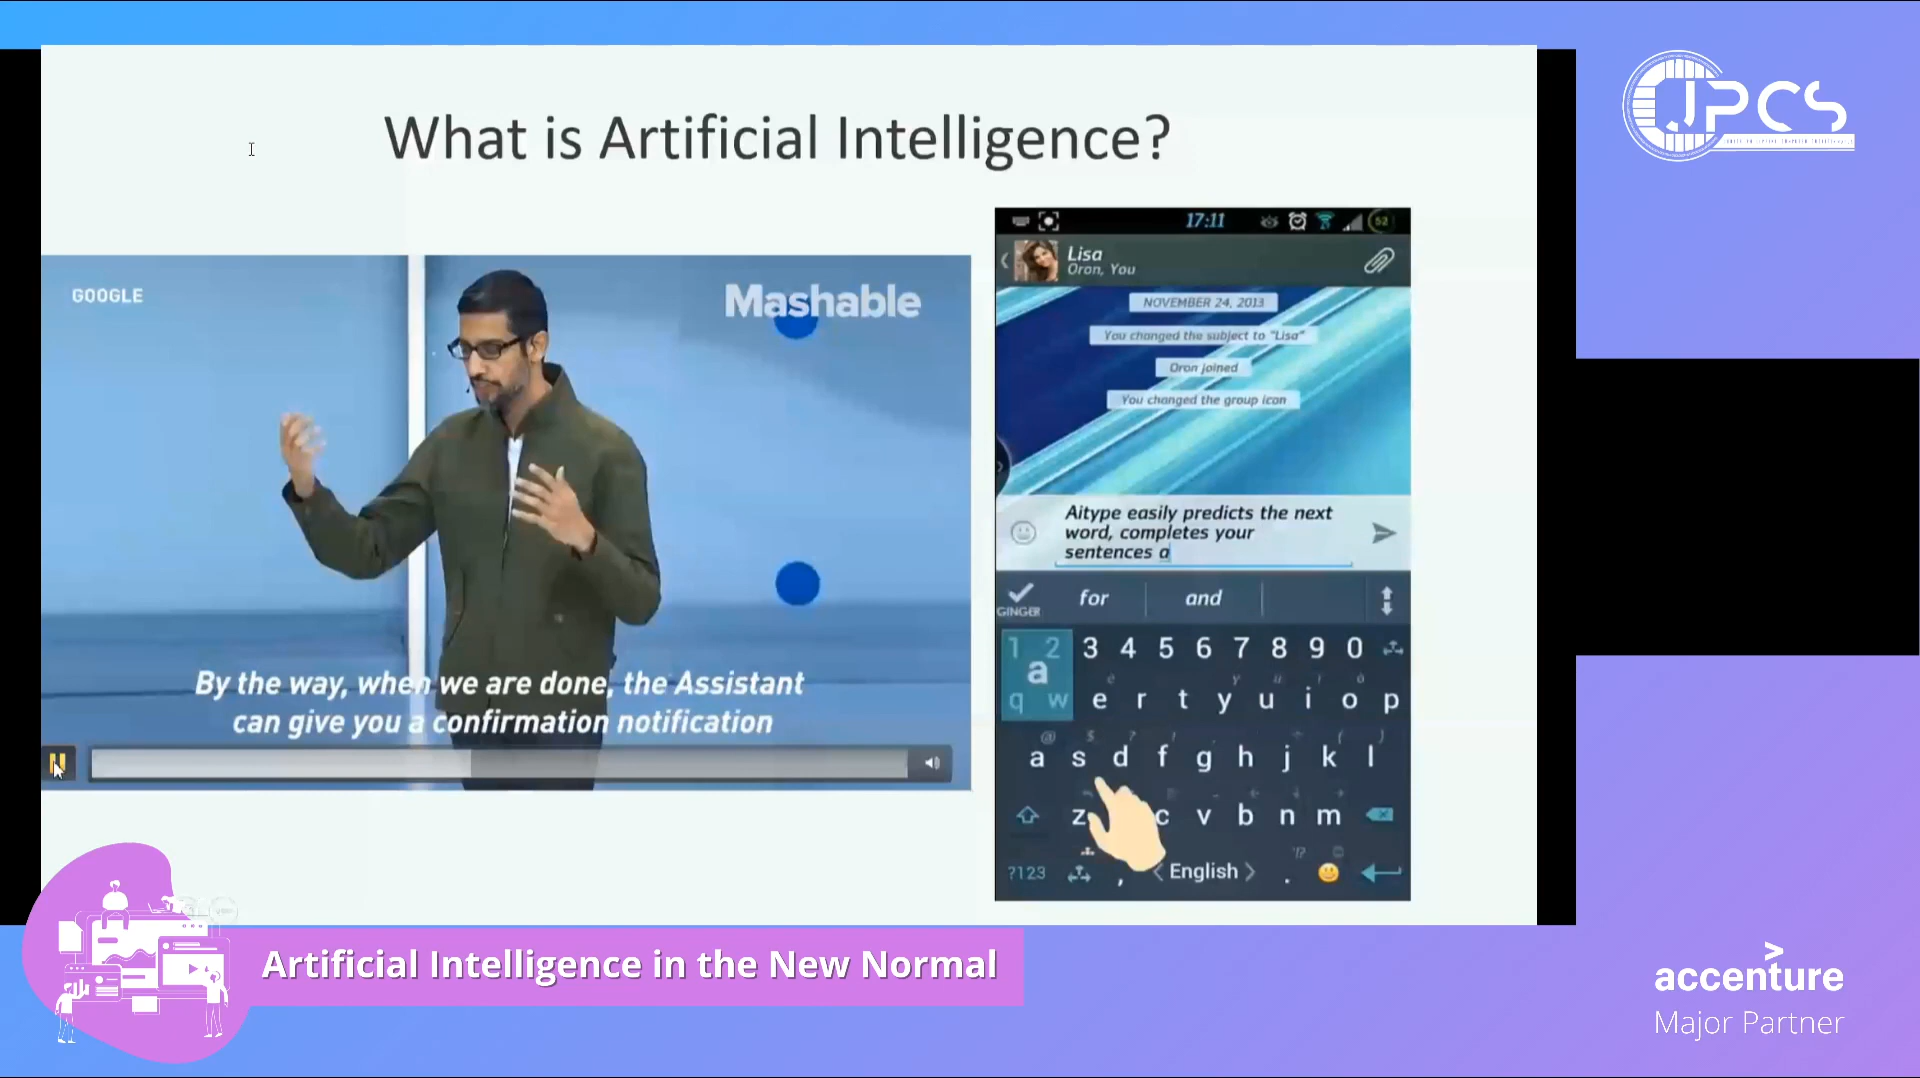 What is Artificial Intelligence?
JPCS
GOOGLE
Mashable
By the way, when we are done, the Assistant
can give you a confirmation notification
17:11
52
Lisa
Oron, You
NOVEMBER 24, 2013
You changed the subject to "Lisa"
Oron joined
You changed the group icon
Aitype easily predicts the next
word, completes your
sentences a
GINGER
for and
1 2 3 4 5 6 7 8 9 0
a
q w e r t y u i o p
a s d f g h j k l
z c v b n m
?123 , English .
Artificial Intelligence in the New Normal
accenture
Major Partner